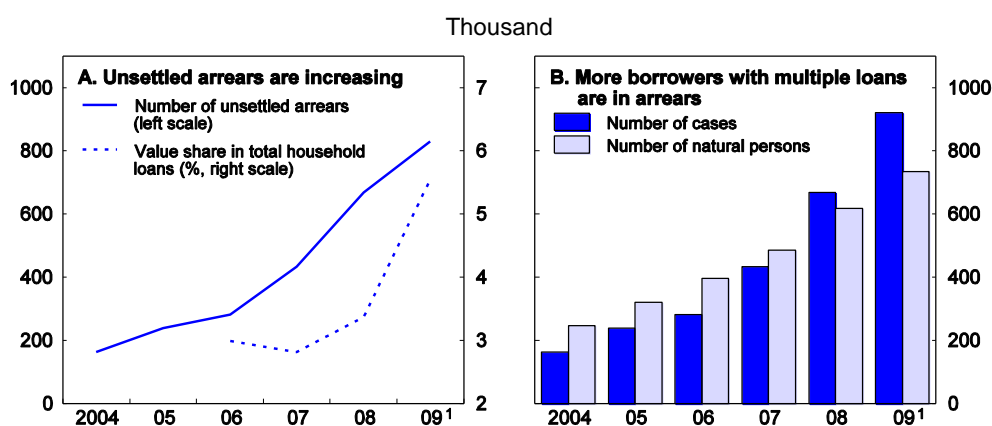 Thousand
A. Unsettled arrears are increasing
Number of unsettled arrears
(left scale)
Value share in total household
loans (%, right scale)
1000
800
600
400
200
0
7
6
5
4
3
2
2004 05 06 07 08 09¹
B. More borrowers with multiple loans
are in arrears
Number of cases
Number of natural persons
1000
800
600
400
200
0
2004 05 06 07 08 09¹